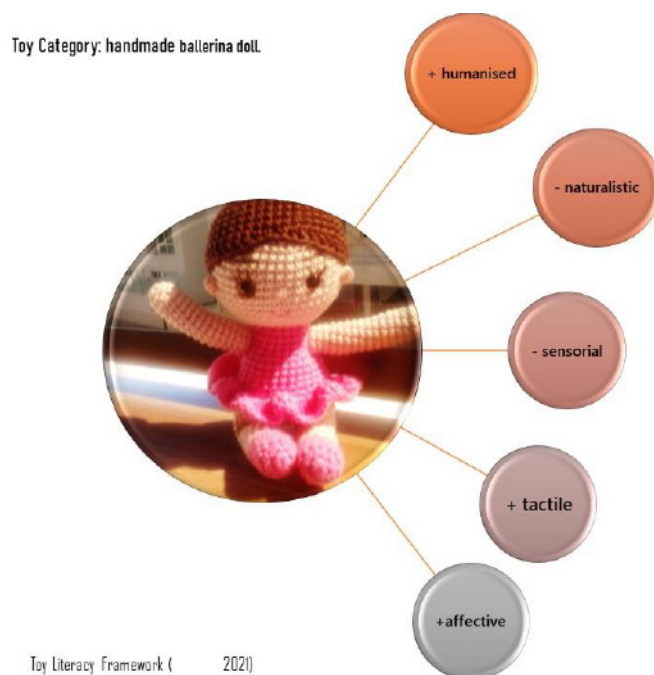 Toy Category: handmade ballerina doll.
+ humanised
- naturalistic
- sensorial
+ tactile
+affective
Toy Literacy Framework ( 2021)